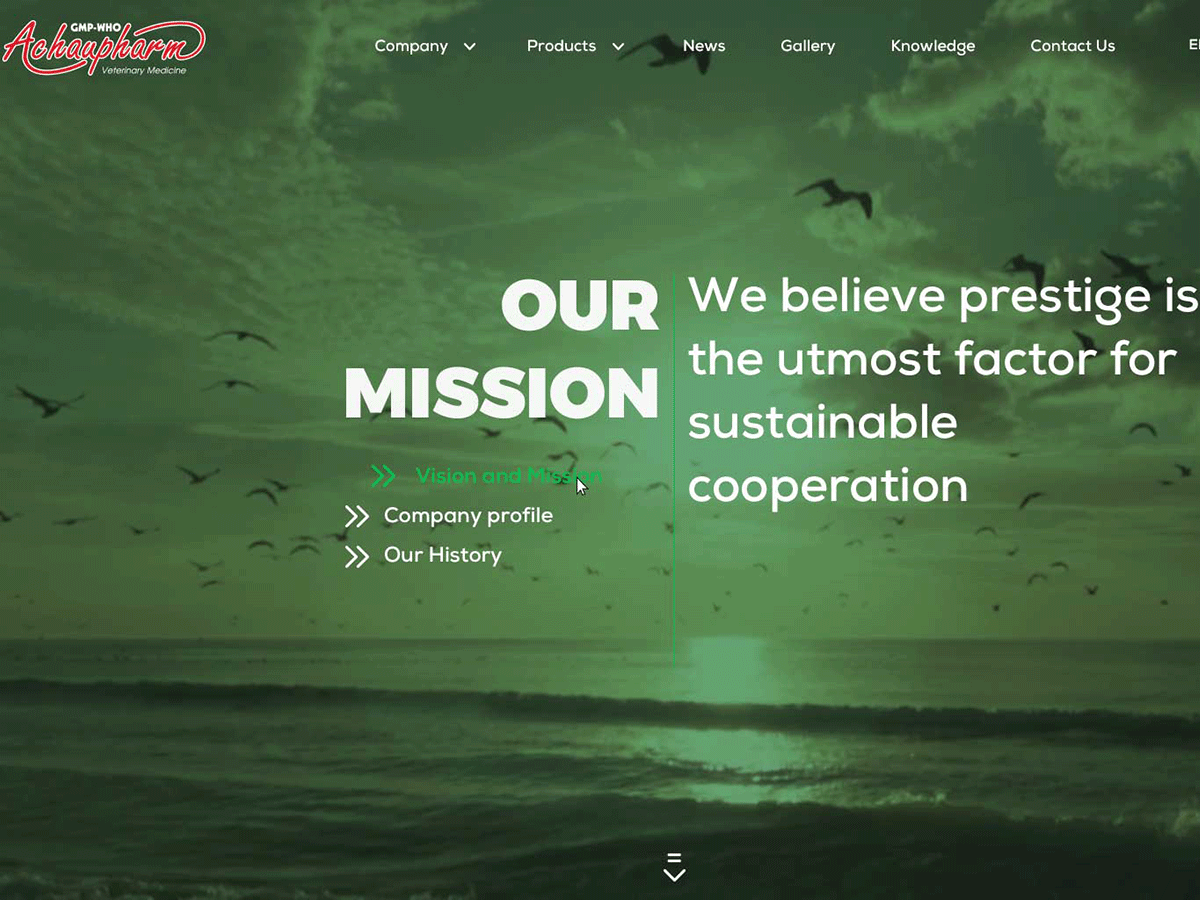 GMP-WHO
Achaupharm
Veterinary Medicine
Company
Products
News
Gallery
Knowledge
Contact Us
OUR
MISSION
Vision and Mission
Company profile
Our History
We believe prestige is
the utmost factor for
sustainable
cooperation